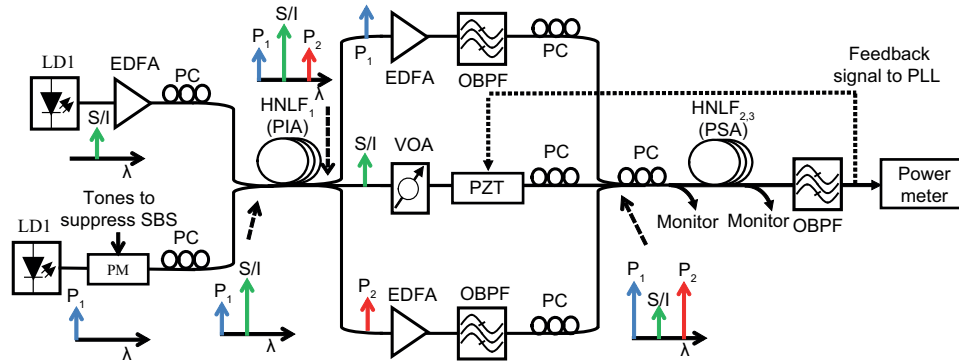 LD1
EDFA
PC
S/I
λ
Tones to
suppress SBS
LD1
PM
PC
P1
λ
P1
S/I
P2
λ
HNLF1
(PIA)
P1
S/I
λ
P1
EDFA
OBPF
PC
S/I
VOA
PZT
PC
P2
EDFA
OBPF
PC
Feedback
signal to PLL
PC
HNLF2,3
(PSA)
Monitor
Monitor
OBPF
Power
meter
P1
S/I
P2
λ